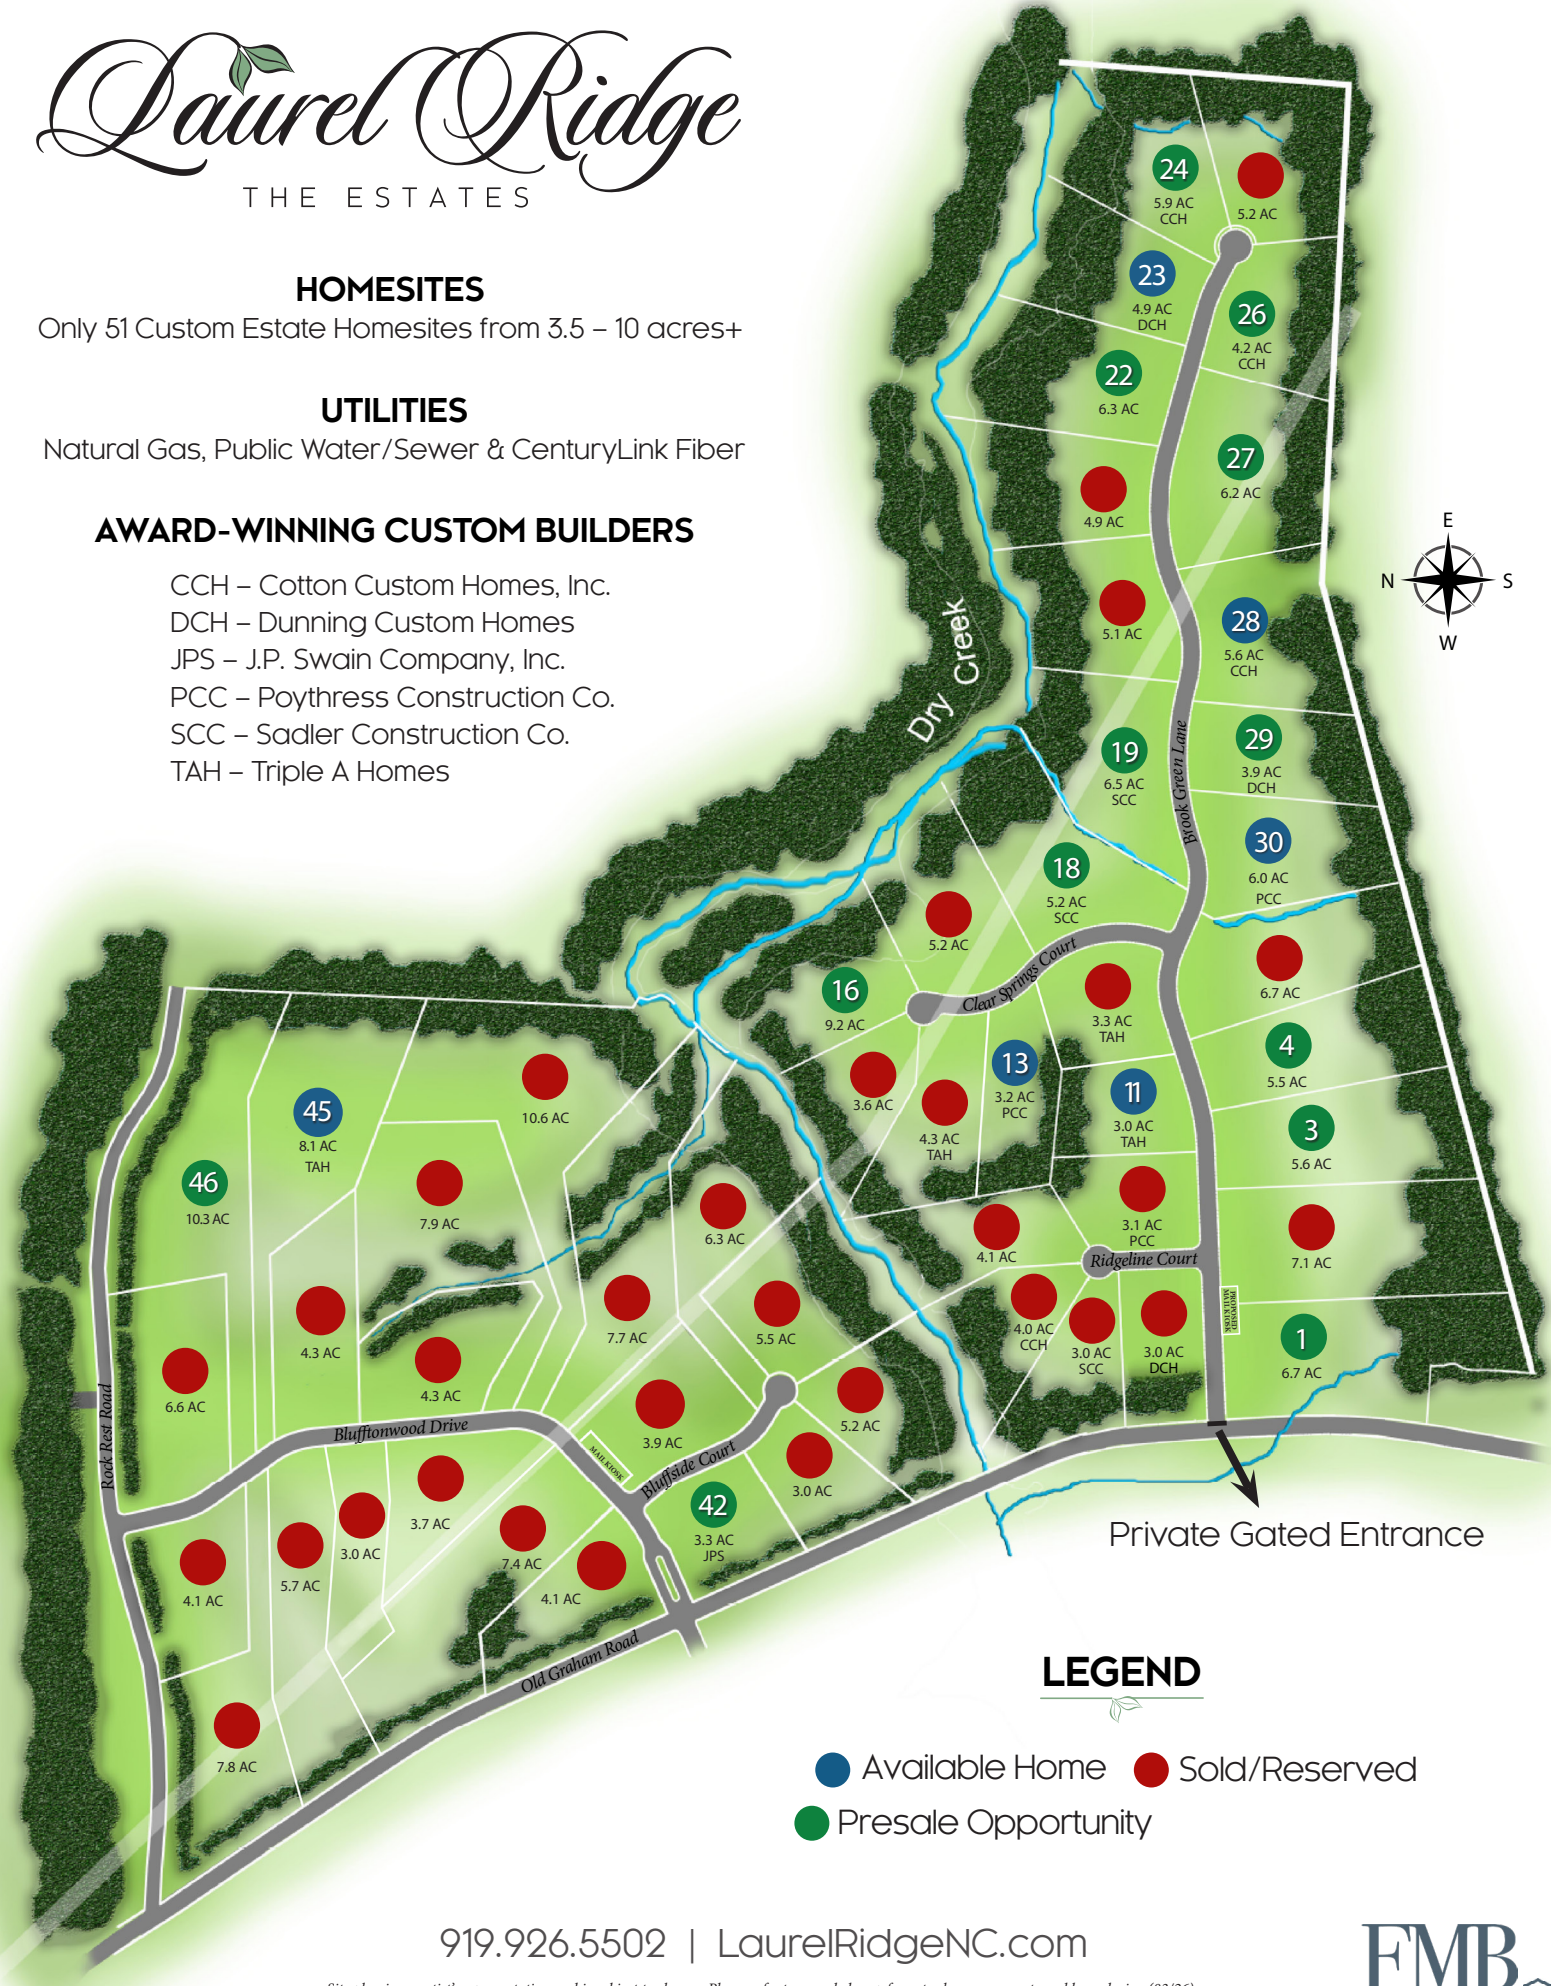 Laurel Ridge
THE ESTATES
HOMESITES
Only 51 Custom Estate Homesites from 3.5 – 10 acres+
UTILITIES
Natural Gas, Public Water/Sewer & CenturyLink Fiber
AWARD-WINNING CUSTOM BUILDERS
CCH – Cotton Custom Homes, Inc.
DCH – Dunning Custom Homes
JPS – J.P. Swain Company, Inc.
PCC – Poythress Construction Co.
SCC – Sadler Construction Co.
TAH – Triple A Homes
24
5.9 AC
CCH
5.2 AC
23
4.9 AC
DCH
26
4.2 AC
CCH
22
6.3 AC
27
6.2 AC
4.9 AC
E
N
S
W
5.1 AC
28
5.6 AC
CCH
Dry Creek
19
6.5 AC
SCC
Brook Green Lane
29
3.9 AC
DCH
30
6.0 AC
PCC
18
5.2 AC
SCC
5.2 AC
Clear Springs Court
6.7 AC
16
9.2 AC
3.3 AC
TAH
4
5.5 AC
3.6 AC
4.3 AC
TAH
13
3.2 AC
PCC
11
3.0 AC
TAH
3
5.6 AC
10.6 AC
45
8.1 AC
TAH
46
10.3 AC
7.9 AC
6.3 AC
4.1 AC
3.1 AC
PCC
Ridgeline Court
7.1 AC
PROPOSED
MAIL KIOSK
4.3 AC
7.7 AC
5.5 AC
4.0 AC
CCH
3.0 AC
SCC
3.0 AC
DCH
1
6.7 AC
6.6 AC
4.3 AC
Rock Rest Road
Blufftonwood Drive
3.9 AC
5.2 AC
MAIL KIOSK
Bluffside Court
3.0 AC
42
3.3 AC
JPS
3.7 AC
3.0 AC
5.7 AC
4.1 AC
7.4 AC
4.1 AC
7.8 AC
Old Graham Road
Private Gated Entrance
LEGEND
Available Home
Sold/Reserved
Presale Opportunity
919.926.5502 | LaurelRidgeNC.com
FMB